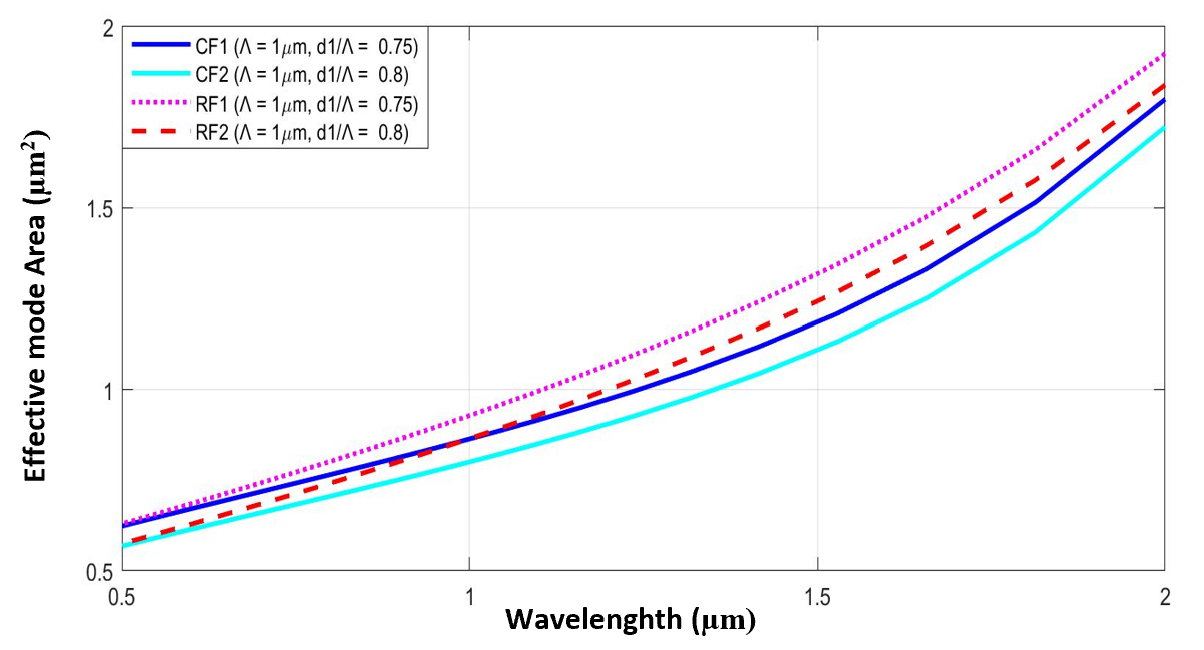 2
CF1 (Λ = 1μm, d1/Λ = 0.75)
CF2 (Λ = 1μm, d1/Λ = 0.8)
RF1 (Λ = 1μm, d1/Λ = 0.75)
RF2 (Λ = 1μm, d1/Λ = 0.8)
Effective mode Area (μm²)
1.5
1
0.5
0.5 1 1.5 2
Wavelenghth (μm)